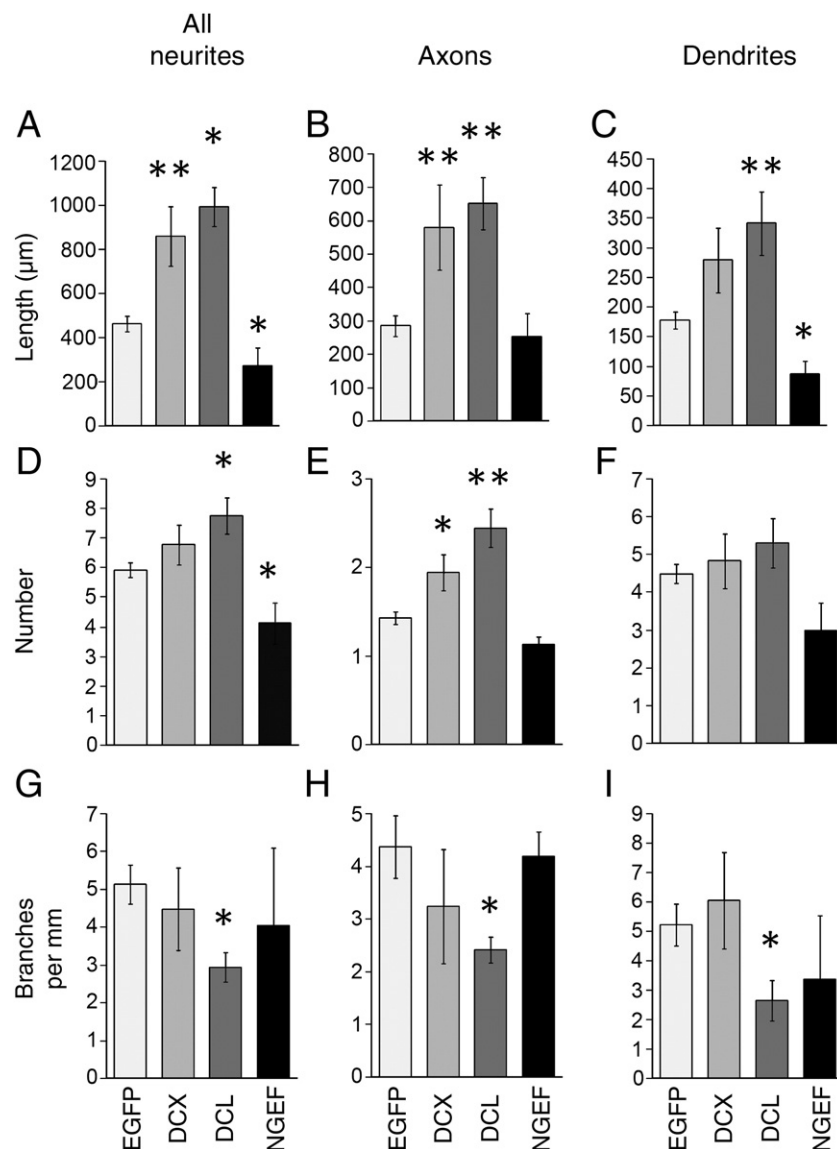 All
neurites
Axons
Dendrites
A
B
C
Length (µm)
1200
1000
800
600
400
200
0
**
*
*
800
700
600
500
400
300
200
100
0
**
**
450
400
350
300
250
200
150
100
50
0
**
*
D
E
F
Number
9
8
7
6
5
4
3
2
1
0
*
*
3
2
1
0
*
**
7
6
5
4
3
2
1
0
G
H
I
Branches
per mm
7
6
5
4
3
2
1
0
*
5
4
3
2
1
0
*
9
8
7
6
5
4
3
2
1
0
*
EGFP
DCX
DCL
NGEF
EGFP
DCX
DCL
NGEF
EGFP
DCX
DCL
NGEF